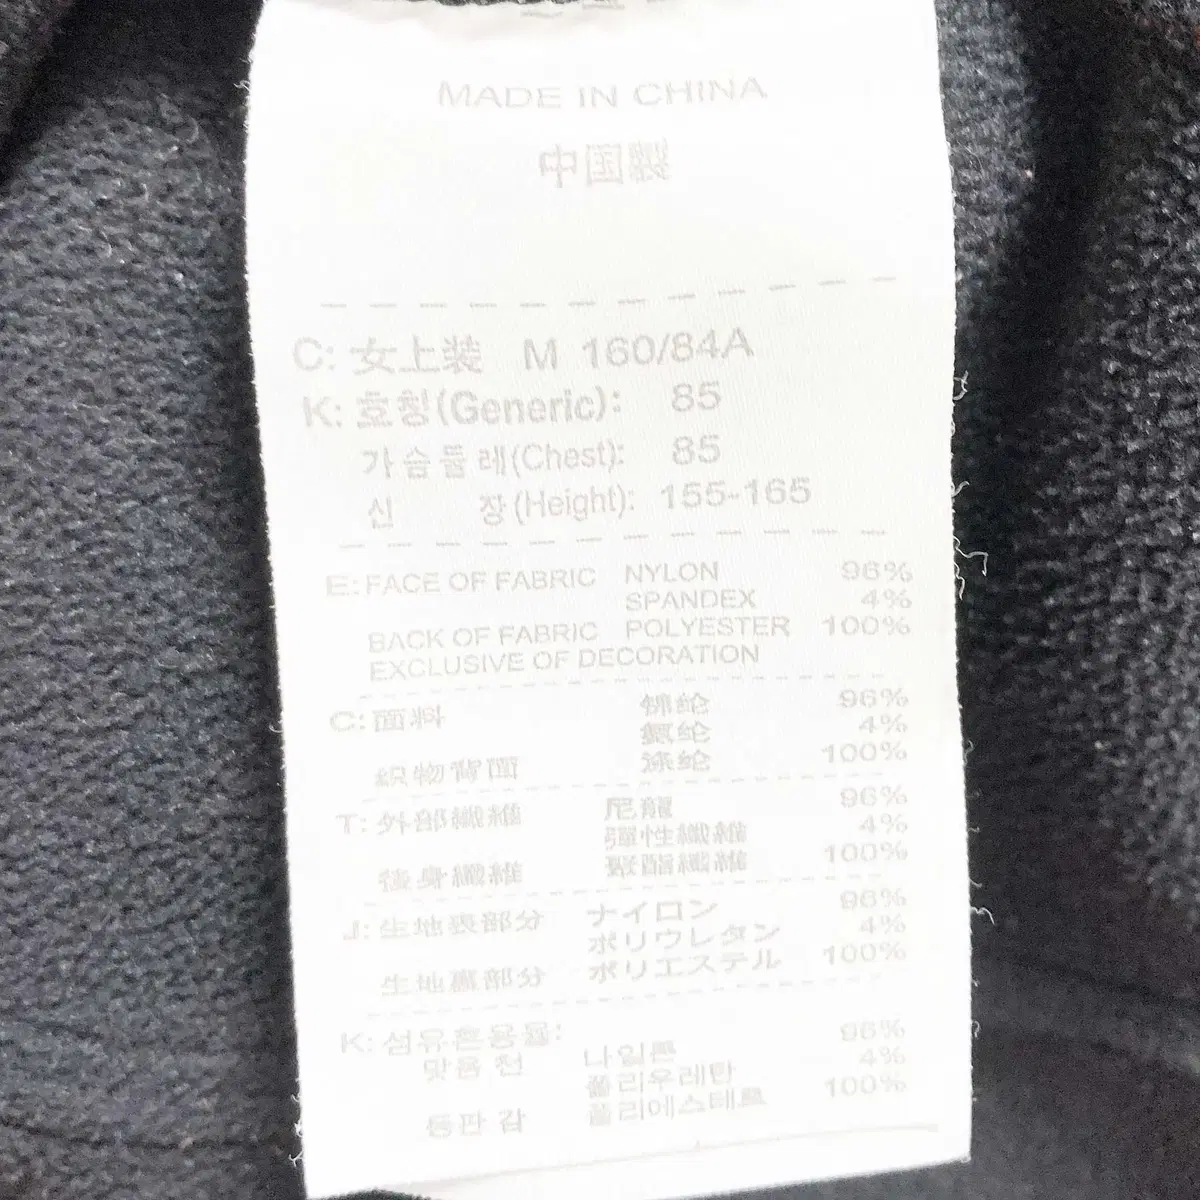 MADE IN CHINA
中国製
C: 女上装 M 160/84A
K: 호칭(Generic): 85
가슴둘레(Chest): 85
신 장(Height): 155-165
E: FACE OF FABRIC NYLON 96%
SPANDEX 4%
BACK OF FABRIC POLYESTER 100%
EXCLUSIVE OF DECORATION
C: 面料 锦纶 96%
氨纶 4%
织物背面 涤纶 100%
T: 外部纖維 尼龍 96%
彈性纖維 4%
後身纖維 聚酯纖維 100%
J: 生地表部分 ナイロン 96%
ポリウレタン 4%
生地裏部分 ポリエステル 100%
K: 섬유혼용율:
맞품 천 나일론 96%
폴리우레탄 4%
등판감 폴리에스테르 100%